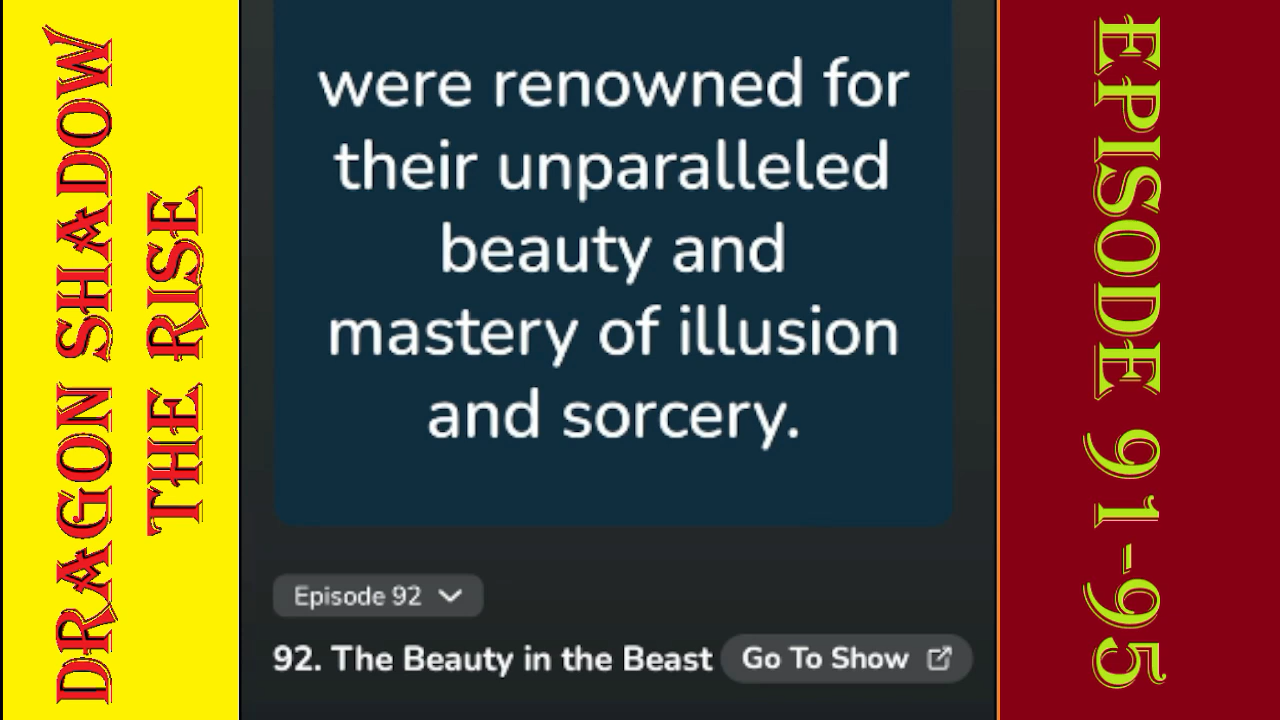 DRAGON SHADOW
THE RISE
were renowned for
their unparalleled
beauty and
mastery of illusion
and sorcery.
Episode 92
92. The Beauty in the Beast
Go To Show
EPISODE 91-95